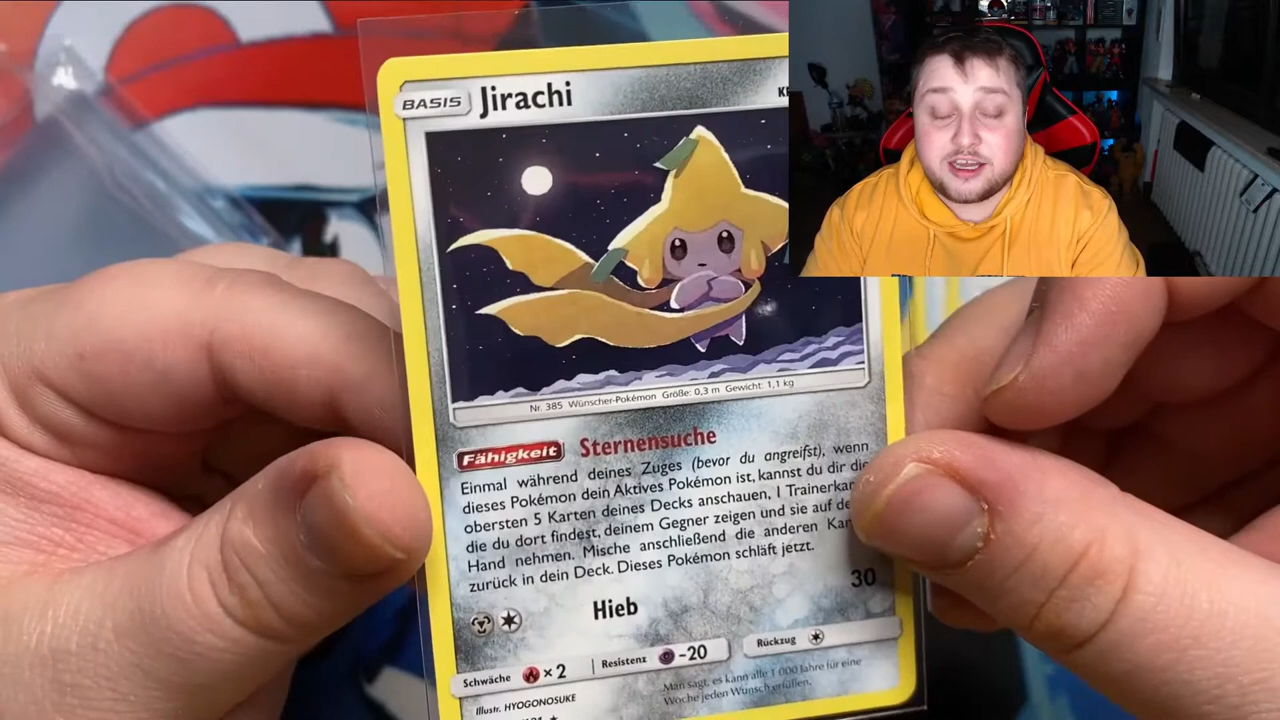 BASIS Jirachi
Nr. 385 Wünscher-Pokémon Größe: 0,3 m Gewicht: 1,1 kg
Fähigkeit Sternensuche
Einmal während deines Zuges (bevor du angreifst), wenn
dieses Pokémon dein Aktives Pokémon ist, kannst du dir die
obersten 5 Karten deines Decks anschauen, 1 Trainerkar
die du dort findest, deinem Gegner zeigen und sie auf de
Hand nehmen. Mische anschließend die anderen Kar
zurück in dein Deck. Dieses Pokémon schläft jetzt.
Hieb 30
Schwäche ×2 Resistenz -20 Rückzug
Man sagt, es kann alle 1 000 Jahre für eine
Woche jeden Wunsch erfüllen.
Illustr. HYOGONOSUKE